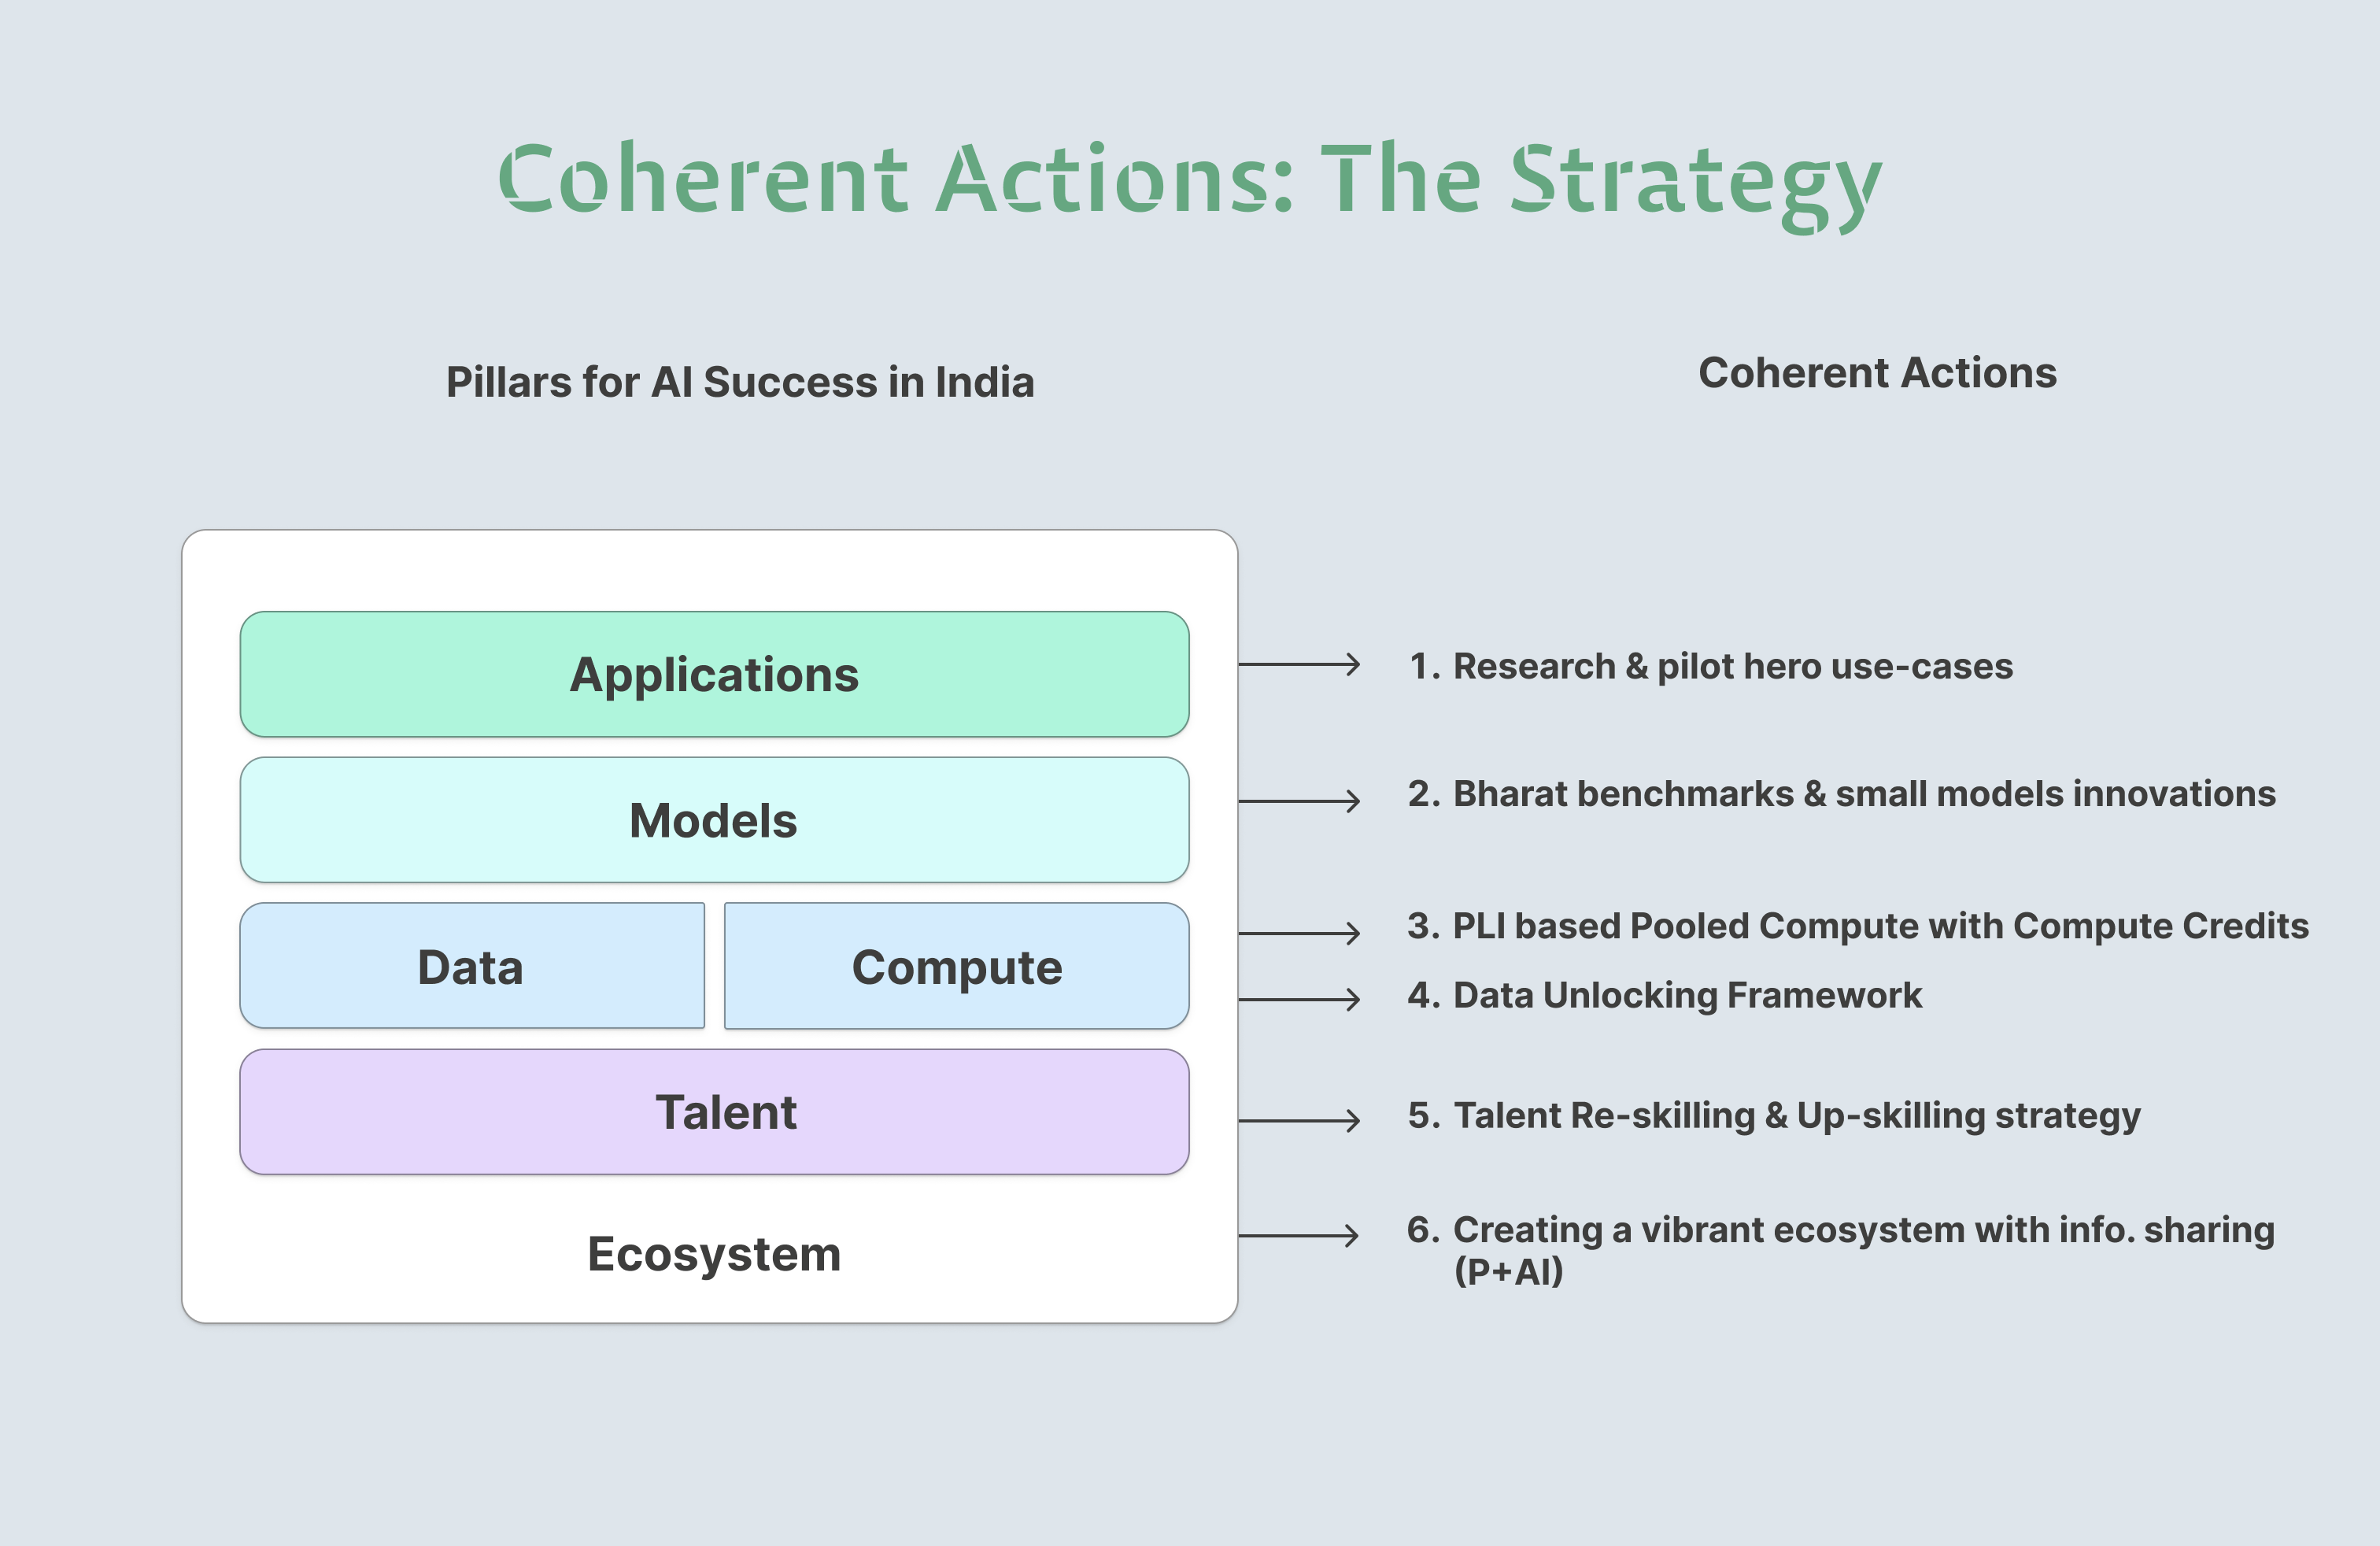 Coherent Actions: The Strategy
Pillars for AI Success in India
Coherent Actions
Applications
Models
Data
Compute
Talent
Ecosystem
1. Research & pilot hero use-cases
2. Bharat benchmarks & small models innovations
3. PLI based Pooled Compute with Compute Credits
4. Data Unlocking Framework
5. Talent Re-skilling & Up-skilling strategy
6. Creating a vibrant ecosystem with info. sharing
(P+AI)